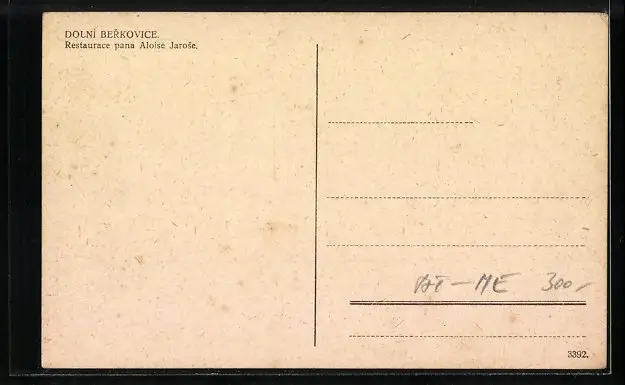 DOLNÍ BEŘKOVICE.
Restaurace pana Aloise Jaroše.
– ME 300,-
3392.